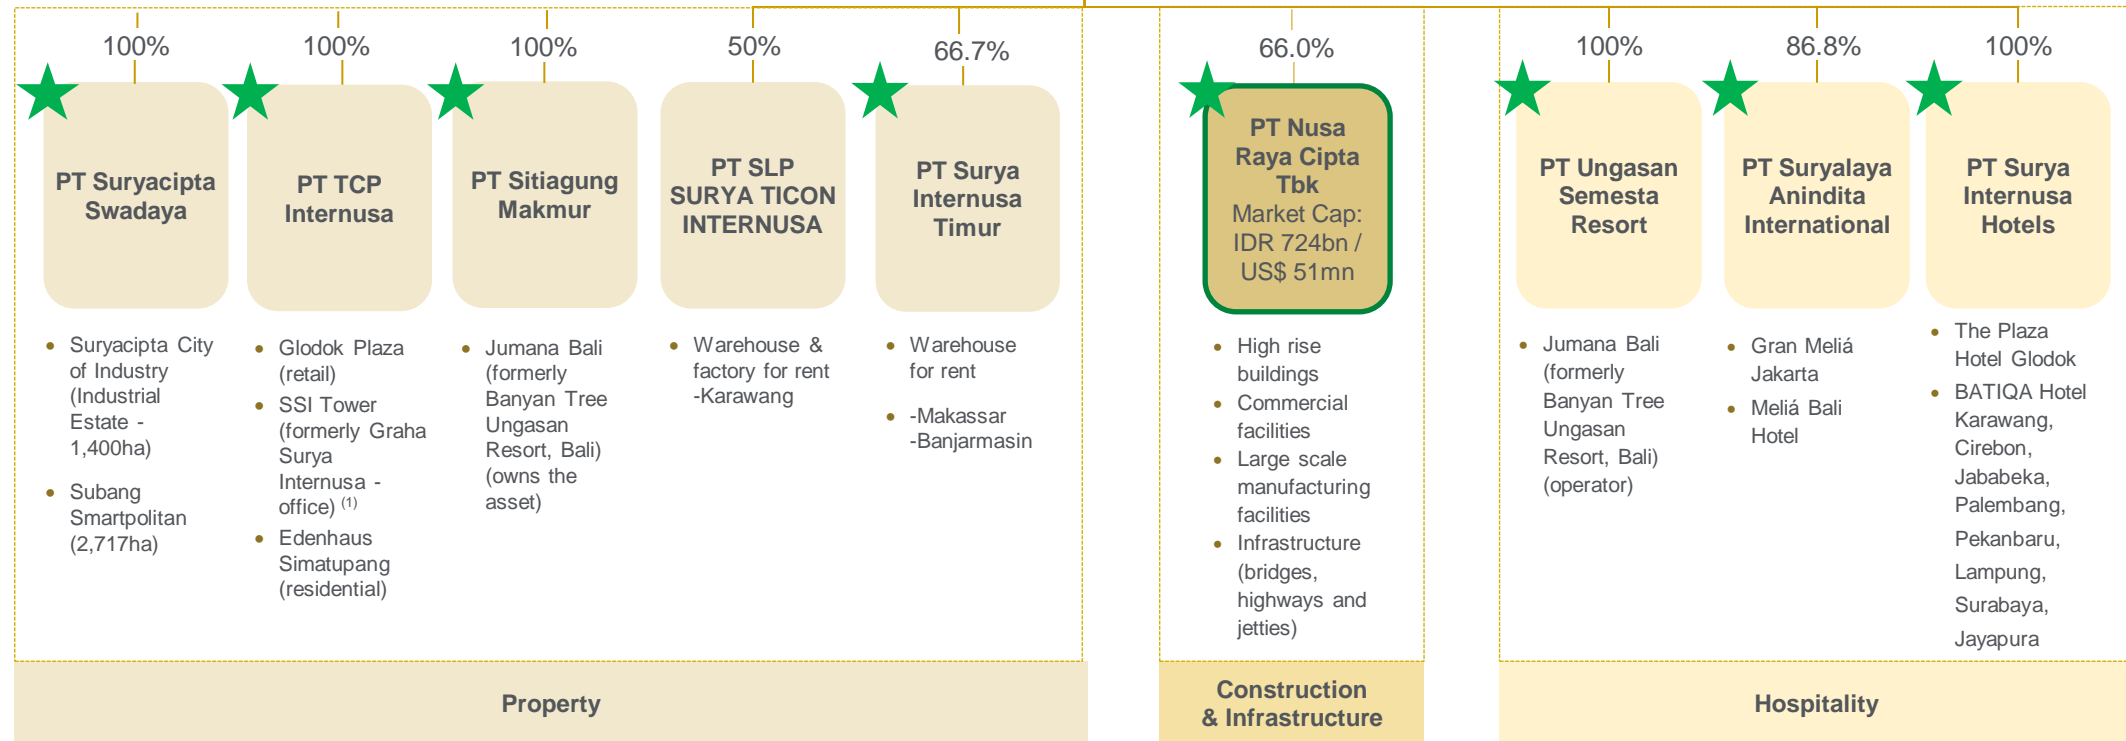 100%
PT Suryacipta
Swadaya
• Suryacipta City
of Industry
(Industrial
Estate -
1,400ha)
• Subang
Smartpolitan
(2,717ha)
100%
PT TCP
Internusa
• Glodok Plaza
(retail)
• SSI Tower
(formerly Graha
Surya
Internusa -
office) (1)
• Edenhaus
Simatupang
(residential)
100%
PT Sitiagung
Makmur
• Jumana Bali
(formerly
Banyan Tree
Ungasan
Resort, Bali)
(owns the
asset)
50%
PT SLP
SURYA TICON
INTERNUSA
• Warehouse &
factory for rent
-Karawang
66.7%
PT Surya
Internusa
Timur
• Warehouse
for rent
• -Makassar
-Banjarmasin
Property
66.0%
PT Nusa
Raya Cipta
Tbk
Market Cap:
IDR 724bn /
US$ 51mn
• High rise
buildings
• Commercial
facilities
• Large scale
manufacturing
facilities
• Infrastructure
(bridges,
highways and
jetties)
Construction
& Infrastructure
100%
PT Ungasan
Semesta
Resort
• Jumana Bali
(formerly
Banyan Tree
Ungasan
Resort, Bali)
(operator)
86.8%
PT Suryalaya
Anindita
International
• Gran Meliá
Jakarta
• Meliá Bali
Hotel
100%
PT Surya
Internusa
Hotels
• The Plaza
Hotel Glodok
• BATIQA Hotel
Karawang,
Cirebon,
Jababeka,
Palembang,
Pekanbaru,
Lampung,
Surabaya,
Jayapura
Hospitality